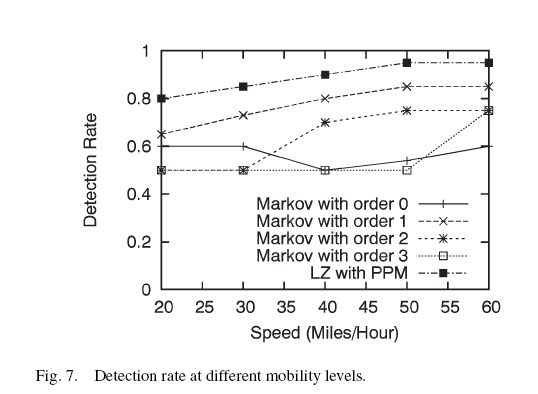 1
0.8
0.6
0.4
0.2
0
Detection Rate
Markov with order 0
Markov with order 1
Markov with order 2
Markov with order 3
LZ with PPM
20 25 30 35 40 45 50 55 60
Speed (Miles/Hour)
Fig. 7. Detection rate at different mobility levels.